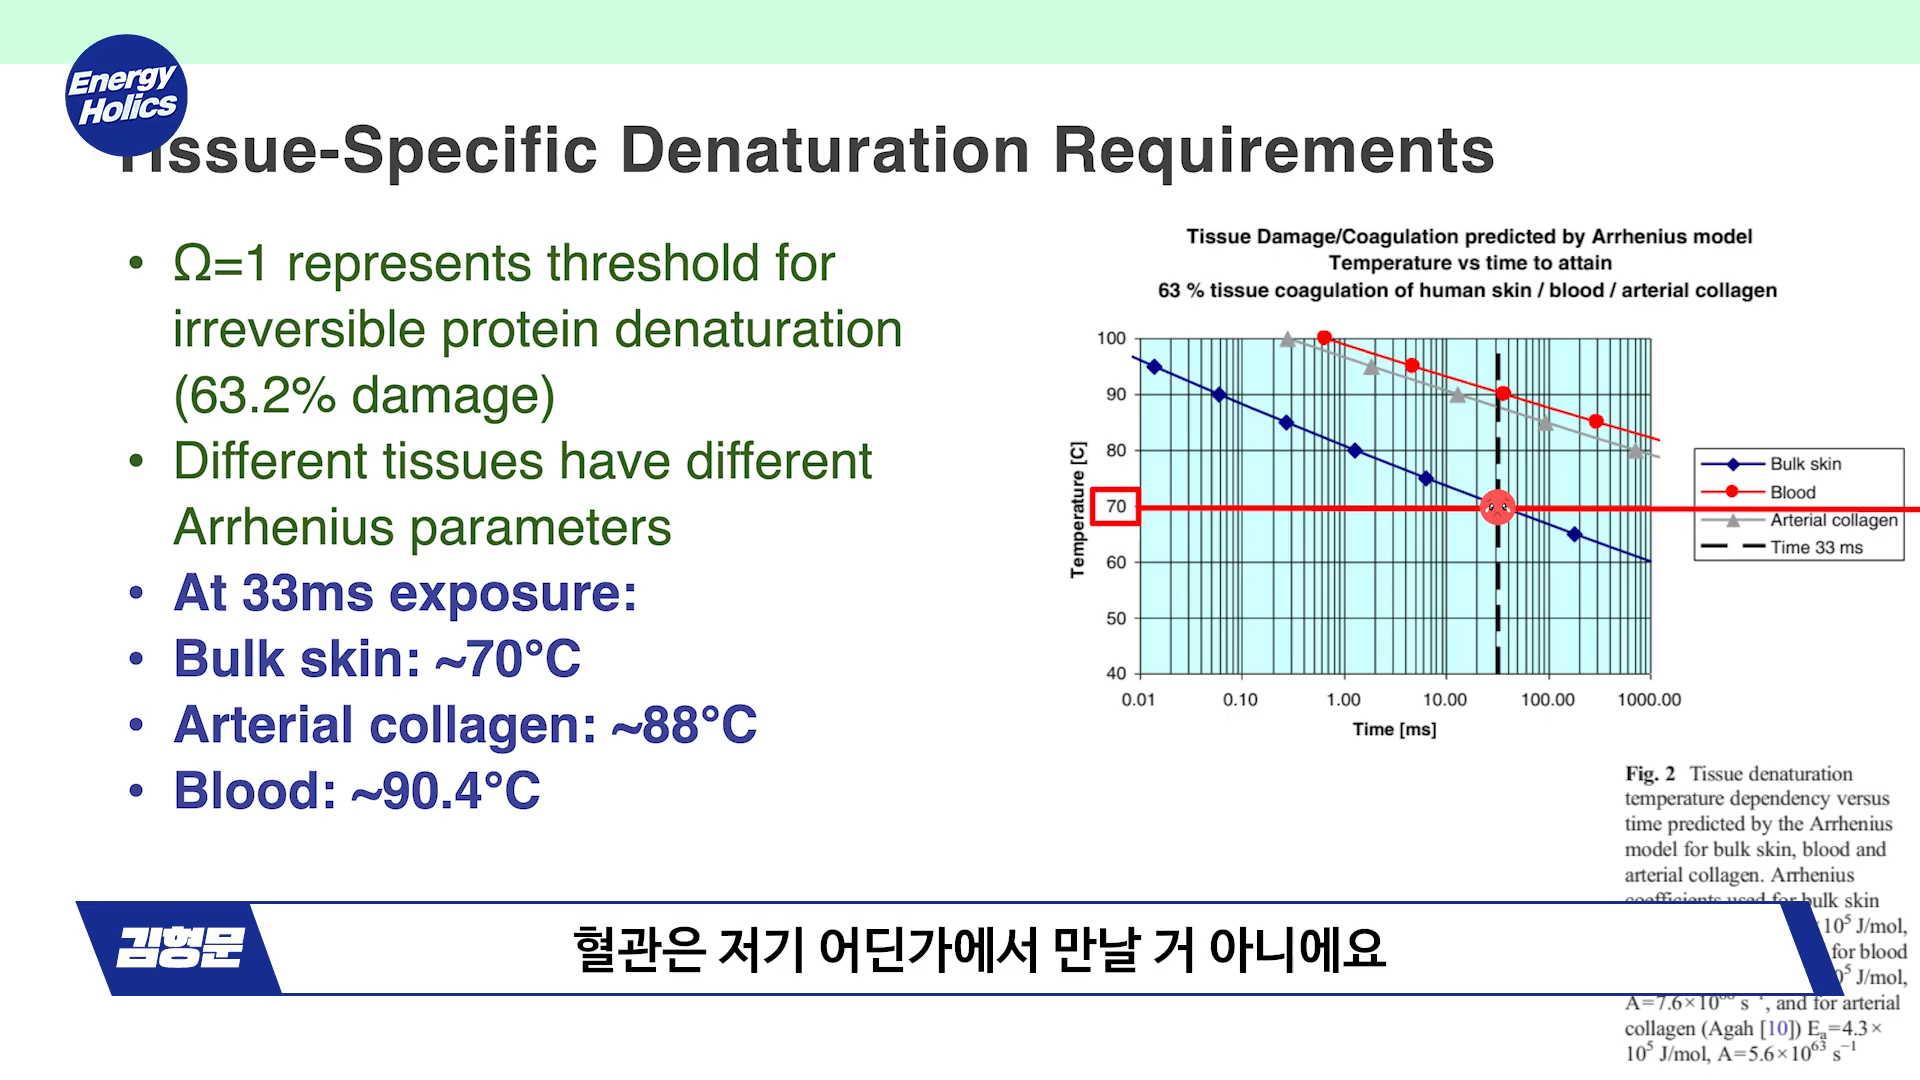 Energy
Holics
Tissue-Specific Denaturation Requirements
• Ω=1 represents threshold for
irreversible protein denaturation
(63.2% damage)
• Different tissues have different
Arrhenius parameters
• At 33ms exposure:
• Bulk skin: ~70°C
• Arterial collagen: ~88°C
• Blood: ~90.4°C
Tissue Damage/Coagulation predicted by Arrhenius model
Temperature vs time to attain
63 % tissue coagulation of human skin / blood / arterial collagen
Temperature [C]
100
90
80
70
60
50
40
0.01 0.10 1.00 10.00 100.00 1000.00
Time [ms]
Bulk skin
Blood
Arterial collagen
Time 33 ms
Fig. 2 Tissue denaturation
temperature dependency versus
time predicted by the Arrhenius
model for bulk skin, blood and
arterial collagen. Arrhenius
coefficients used for bulk skin
10⁵ J/mol,
for blood
J/mol,
A=7.6×10 s, and for arterial
collagen (Agah [10]) Eₐ=4.3×
10⁵ J/mol, A=5.6×10⁶³ s⁻¹
김형문
혈관은 저기 어딘가에서 만날 거 아니에요